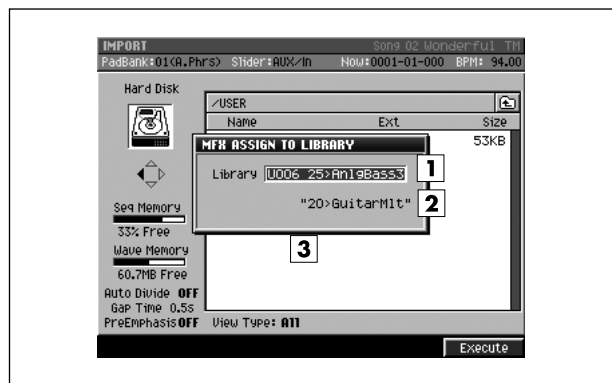 IMPORT Song 02 Wonderful TM
PadBank:01(A.Phrs) Slider:AUX/In Now:0001-01-000 BPM: 94.00
Hard Disk
/USER
Name Ext Size
53KB
MFX ASSIGN TO LIBRARY
Library U006 25>AnlgBass3 1
"20>GuitarMlt" 2
3
Seq Memory
33% Free
Wave Memory
60.7MB Free
Auto Divide OFF
Gap Time 0.5s
PreEmphasis OFF View Type: All
Execute